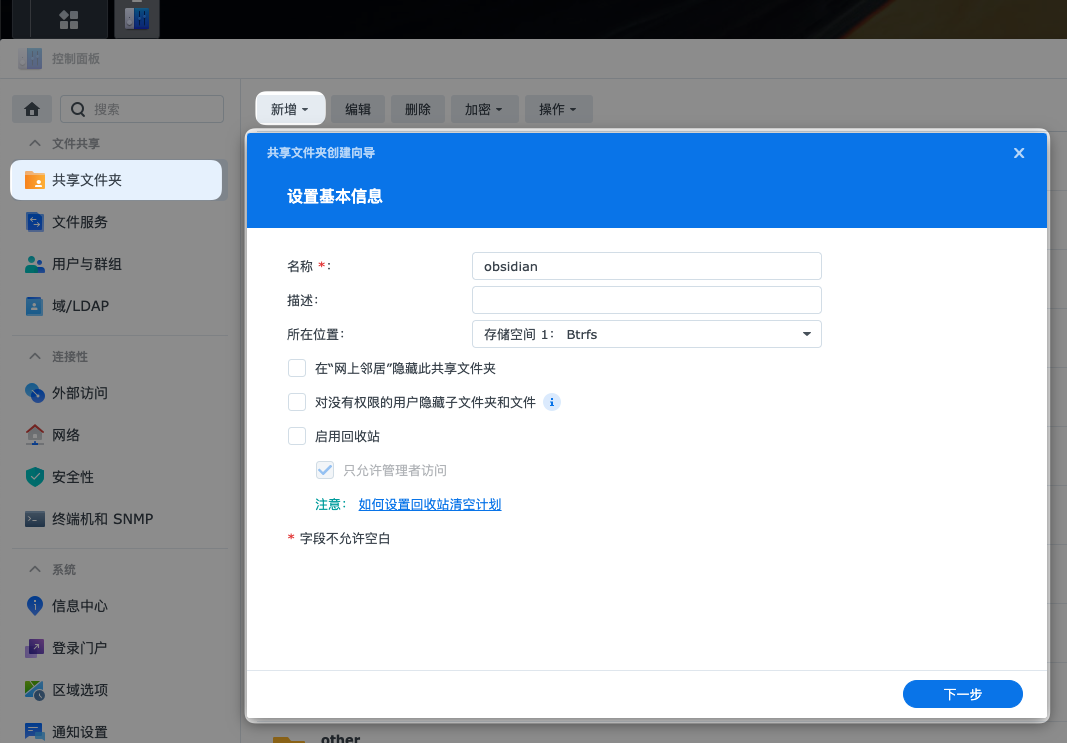 控制面板
搜索
文件共享
共享文件夹
文件服务
用户与群组
域/LDAP
连接性
外部访问
网络
安全性
终端机和 SNMP
系统
信息中心
登录门户
区域选项
通知设置
新增 编辑 删除 加密 操作
共享文件夹创建向导
设置基本信息
名称 *: obsidian
描述:
所在位置: 存储空间 1: Btrfs
在“网上邻居”隐藏此共享文件夹
对没有权限的用户隐藏子文件夹和文件
启用回收站
只允许管理者访问
注意: 如何设置回收站清空计划
* 字段不允许空白
下一步
other